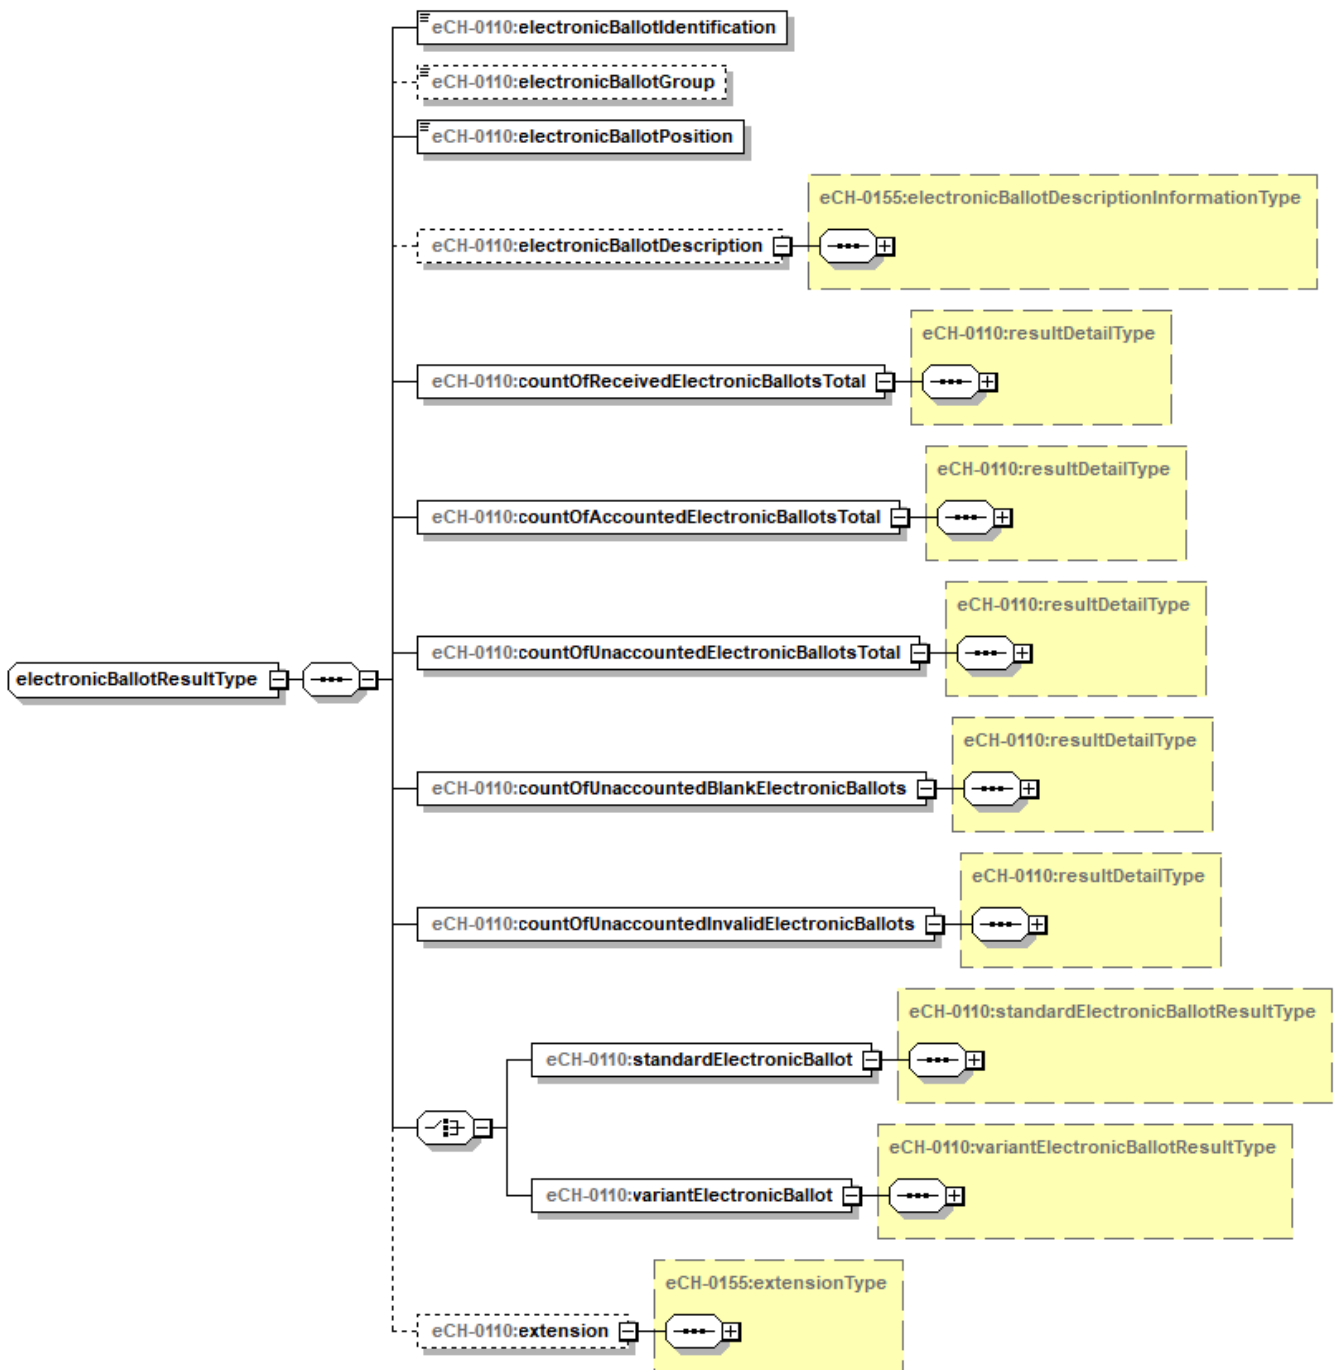 eCH-0110:electronicBallotIdentification
eCH-0110:electronicBallotGroup
eCH-0110:electronicBallotPosition
eCH-0155:electronicBallotDescriptionInformationType
eCH-0110:electronicBallotDescription
eCH-0110:resultDetailType
eCH-0110:countOfReceivedElectronicBallotsTotal
eCH-0110:resultDetailType
eCH-0110:countOfAccountedElectronicBallotsTotal
eCH-0110:resultDetailType
eCH-0110:countOfUnaccountedElectronicBallotsTotal
electronicBallotResultType
eCH-0110:resultDetailType
eCH-0110:countOfUnaccountedBlankElectronicBallots
eCH-0110:resultDetailType
eCH-0110:countOfUnaccountedInvalidElectronicBallots
eCH-0110:standardElectronicBallotResultType
eCH-0110:standardElectronicBallot
eCH-0110:variantElectronicBallotResultType
eCH-0110:variantElectronicBallot
eCH-0155:extensionType
eCH-0110:extension